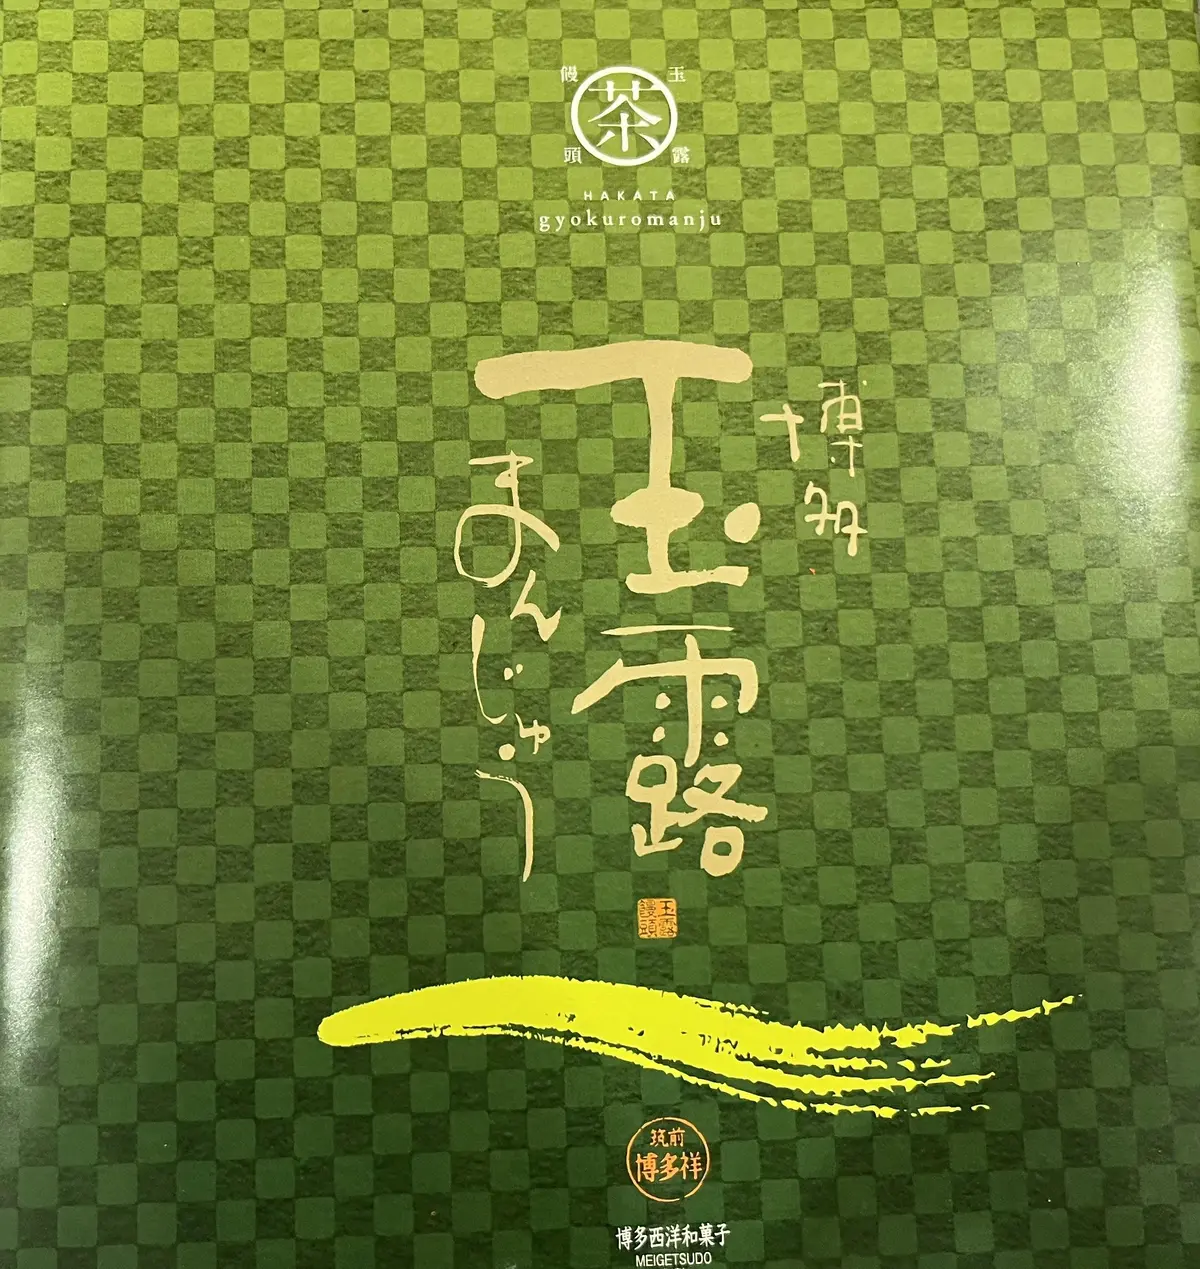 玉露
饅頭
茶
HAKATA
gyokuromanju
博多
玉露
まんじゅう
玉露
饅頭
筑前
博多祥
博多西洋和菓子
MEIGETSUDO